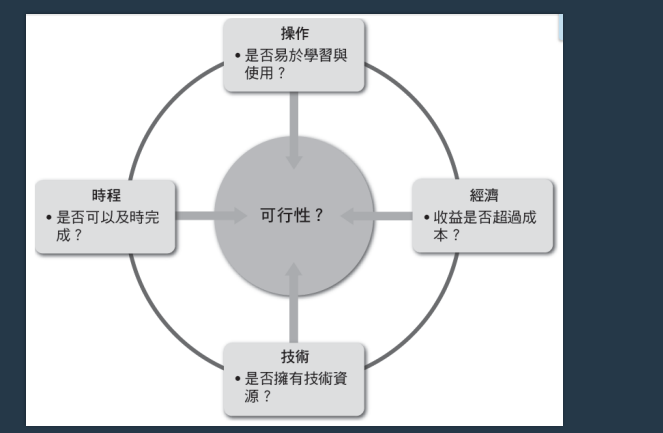 操作
• 是否易於學習與
使用？
時程
• 是否可以及時完
成？
可行性？
經濟
• 收益是否超過成
本？
技術
• 是否擁有技術資
源？